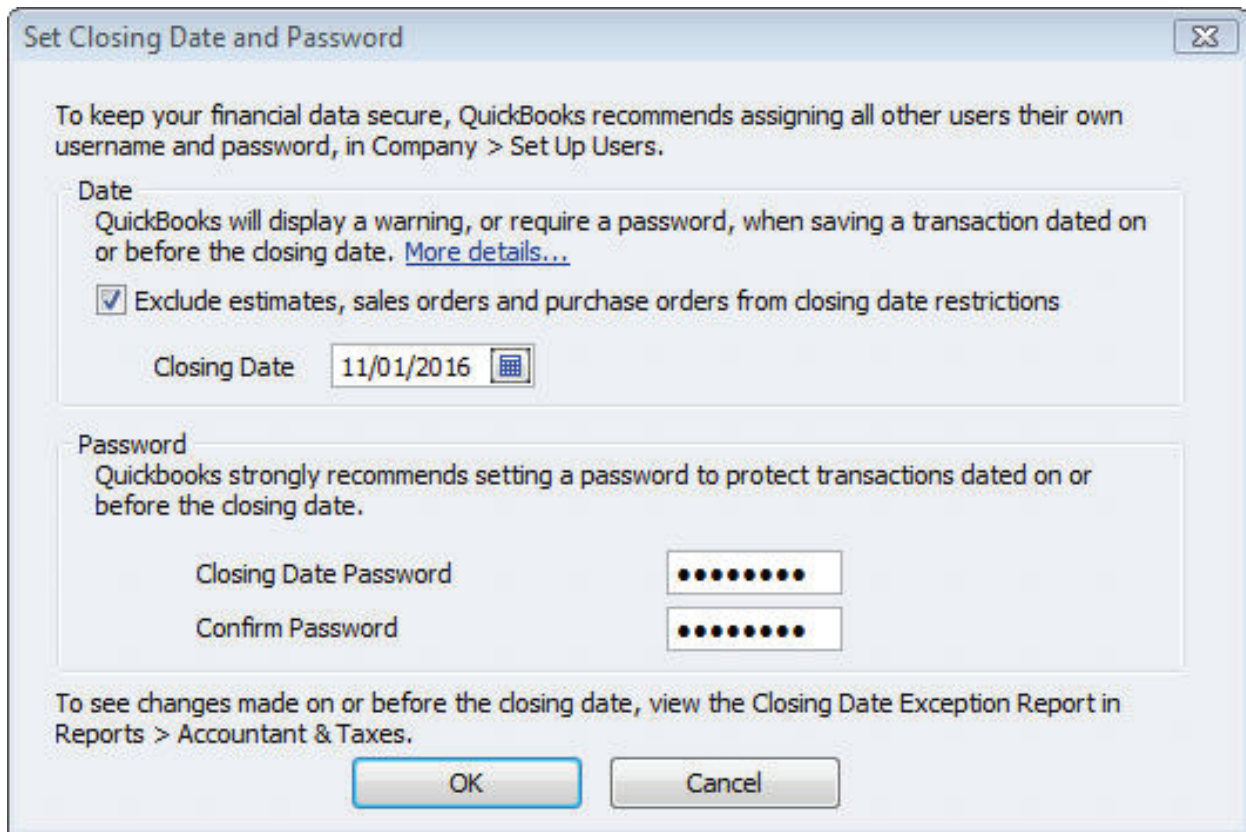 Set Closing Date and Password
To keep your financial data secure, QuickBooks recommends assigning all other users their own
username and password, in Company > Set Up Users.
Date
QuickBooks will display a warning, or require a password, when saving a transaction dated on
or before the closing date. More details...
Exclude estimates, sales orders and purchase orders from closing date restrictions
Closing Date 11/01/2016
Password
Quickbooks strongly recommends setting a password to protect transactions dated on or
before the closing date.
Closing Date Password ••••••••
Confirm Password ••••••••
To see changes made on or before the closing date, view the Closing Date Exception Report in
Reports > Accountant & Taxes.
OK Cancel